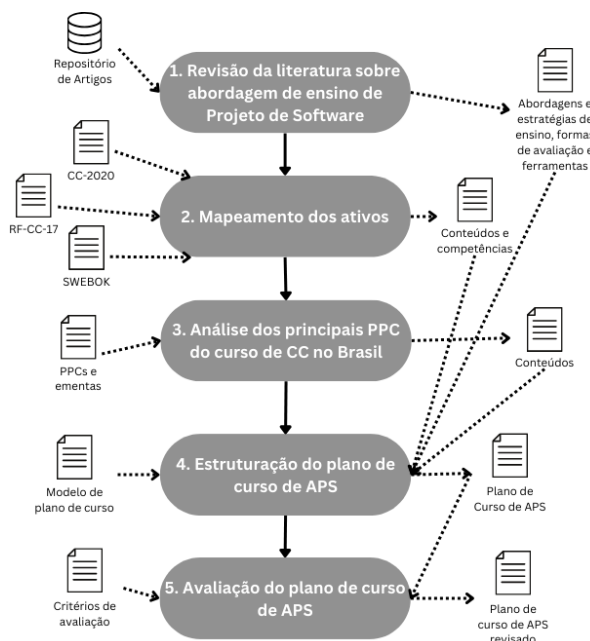 Repositório
de Artigos
1. Revisão da literatura sobre
abordagem de ensino de
Projeto de Software
Abordagens e
estratégias de
ensino, formas
de avaliação e
ferramentas
CC-2020
RF-CC-17
SWEBOK
2. Mapeamento dos ativos
Conteúdos e
competências
PPCs e
ementas
3. Análise dos principais PPC
do curso de CC no Brasil
Conteúdos
Modelo de
plano de curso
4. Estruturação do plano de
curso de APS
Plano de
Curso de APS
Critérios de
avaliação
5. Avaliação do plano de curso
de APS
Plano de
curso de APS
revisado